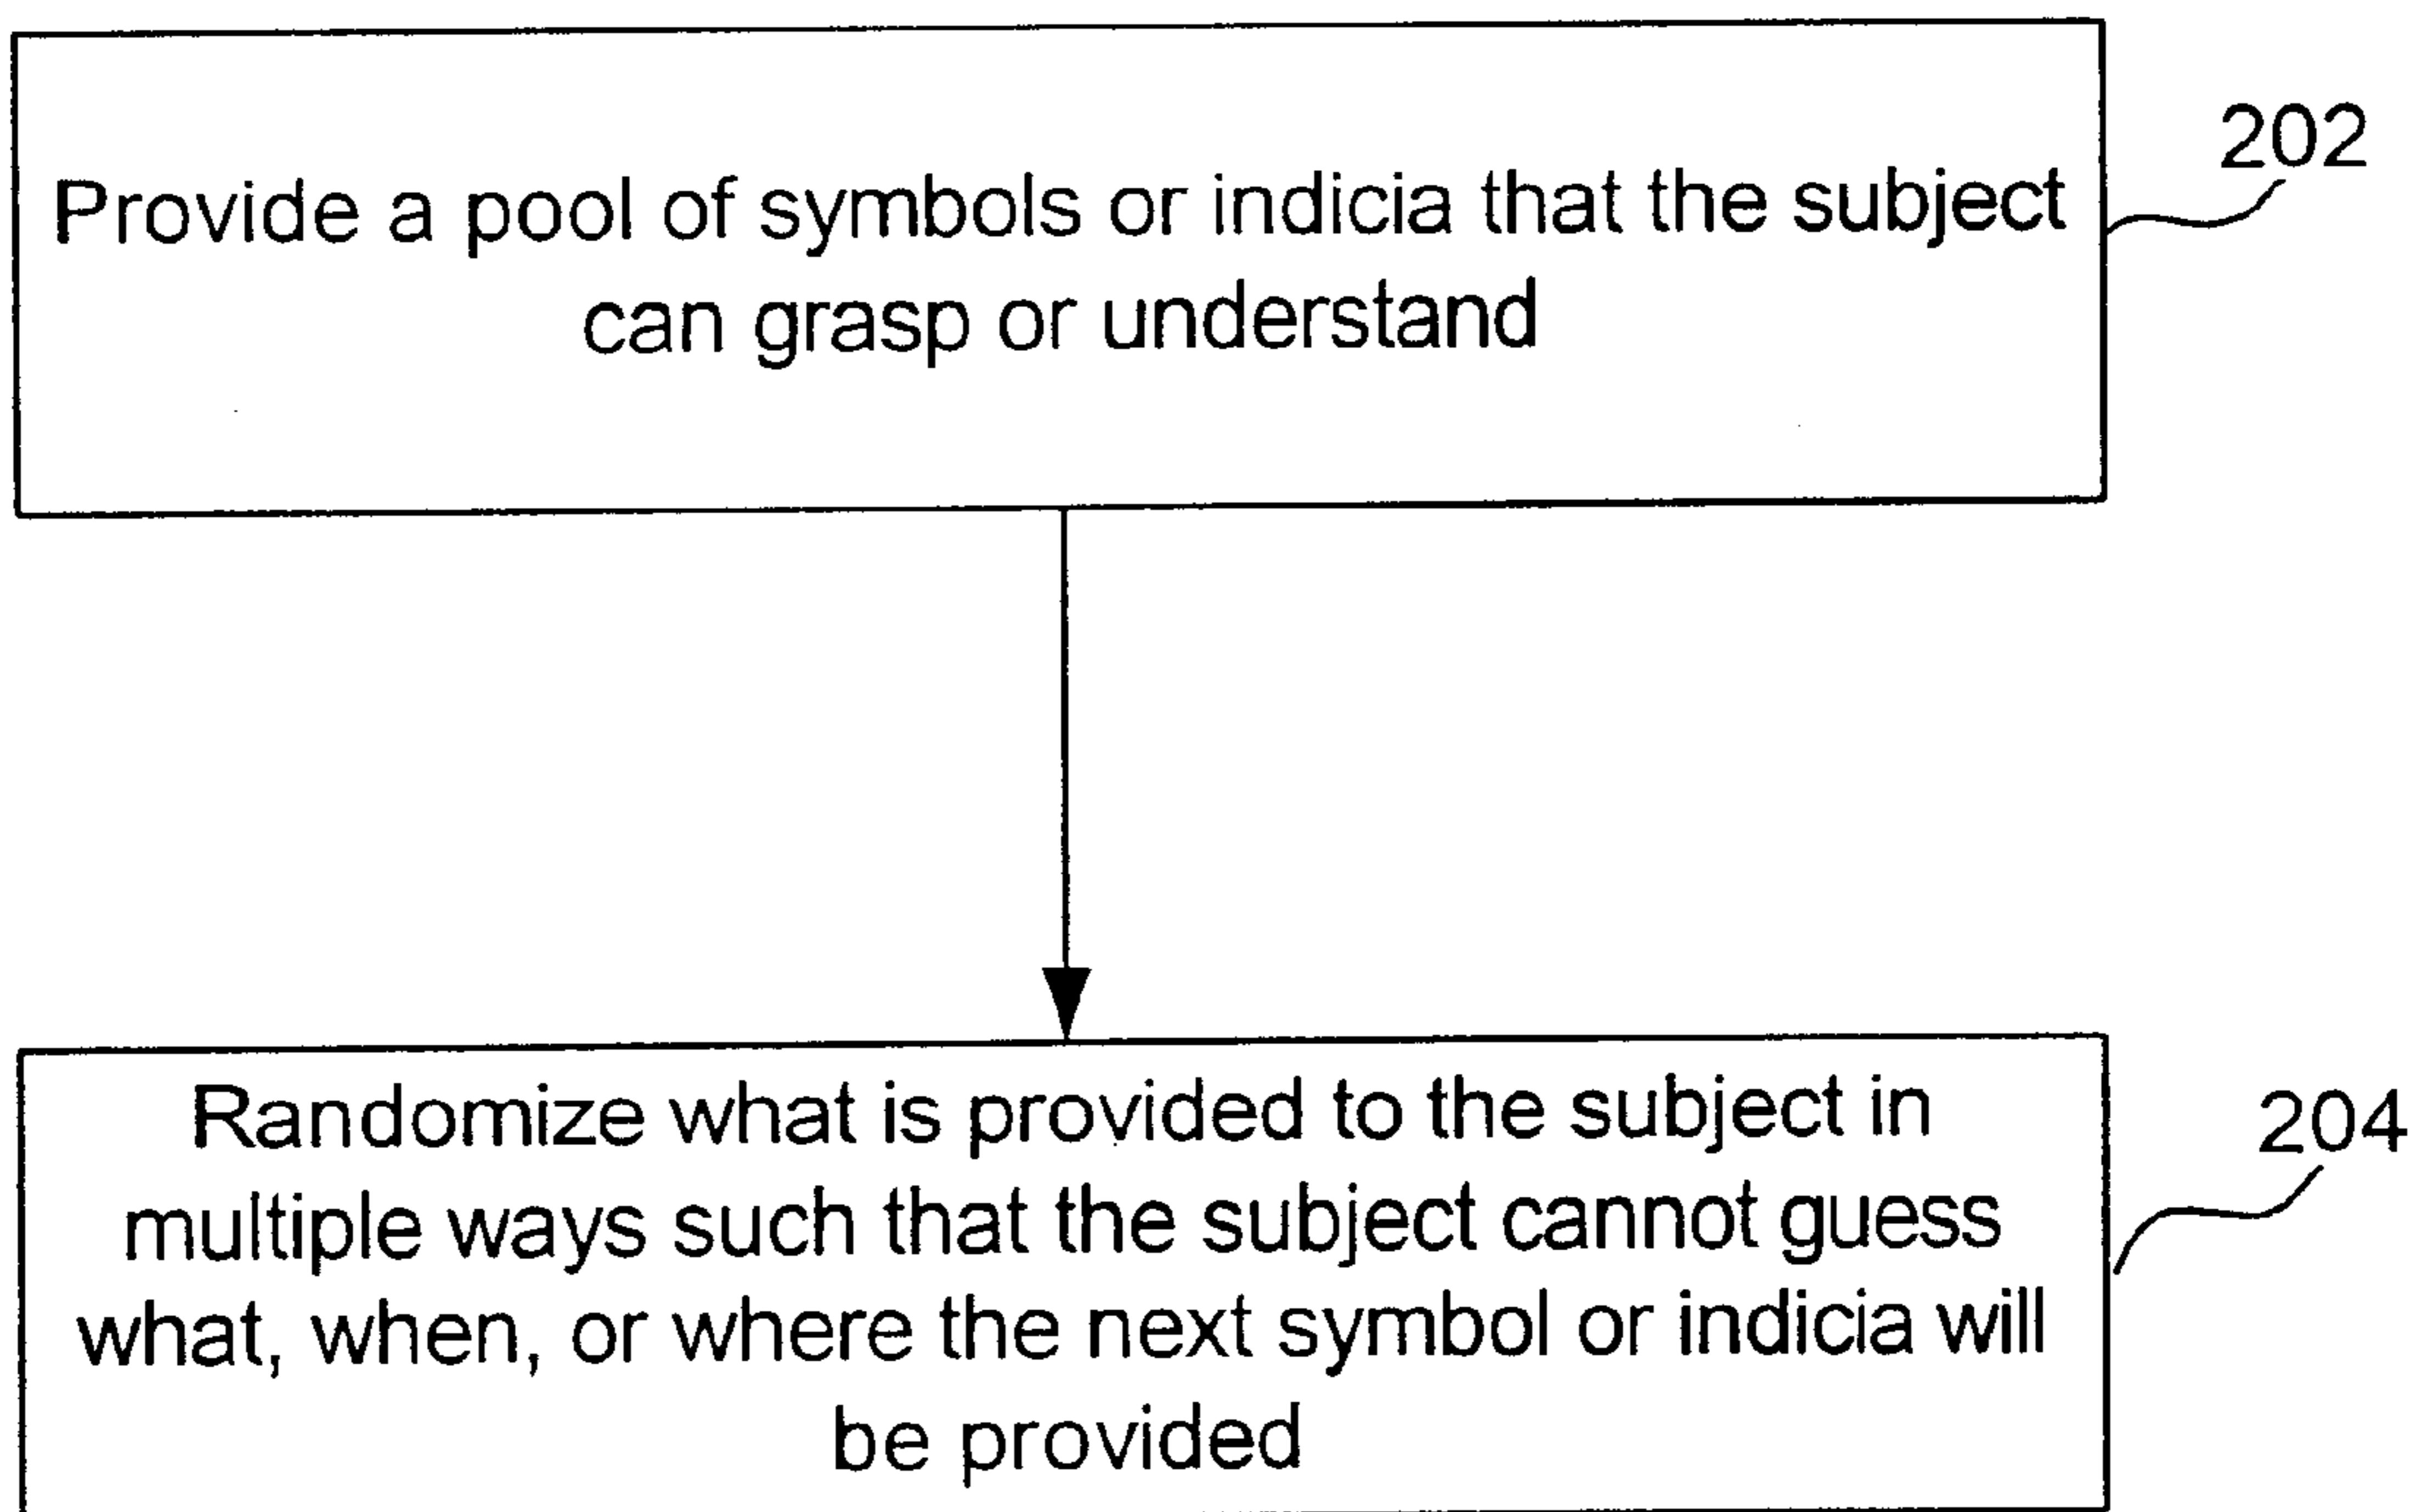 202
Provide a pool of symbols or indicia that the subject
can grasp or understand
Randomize what is provided to the subject in
204
multiple ways such that the subject cannot guess
what, when, or where the next symbol or indicia will
be provided